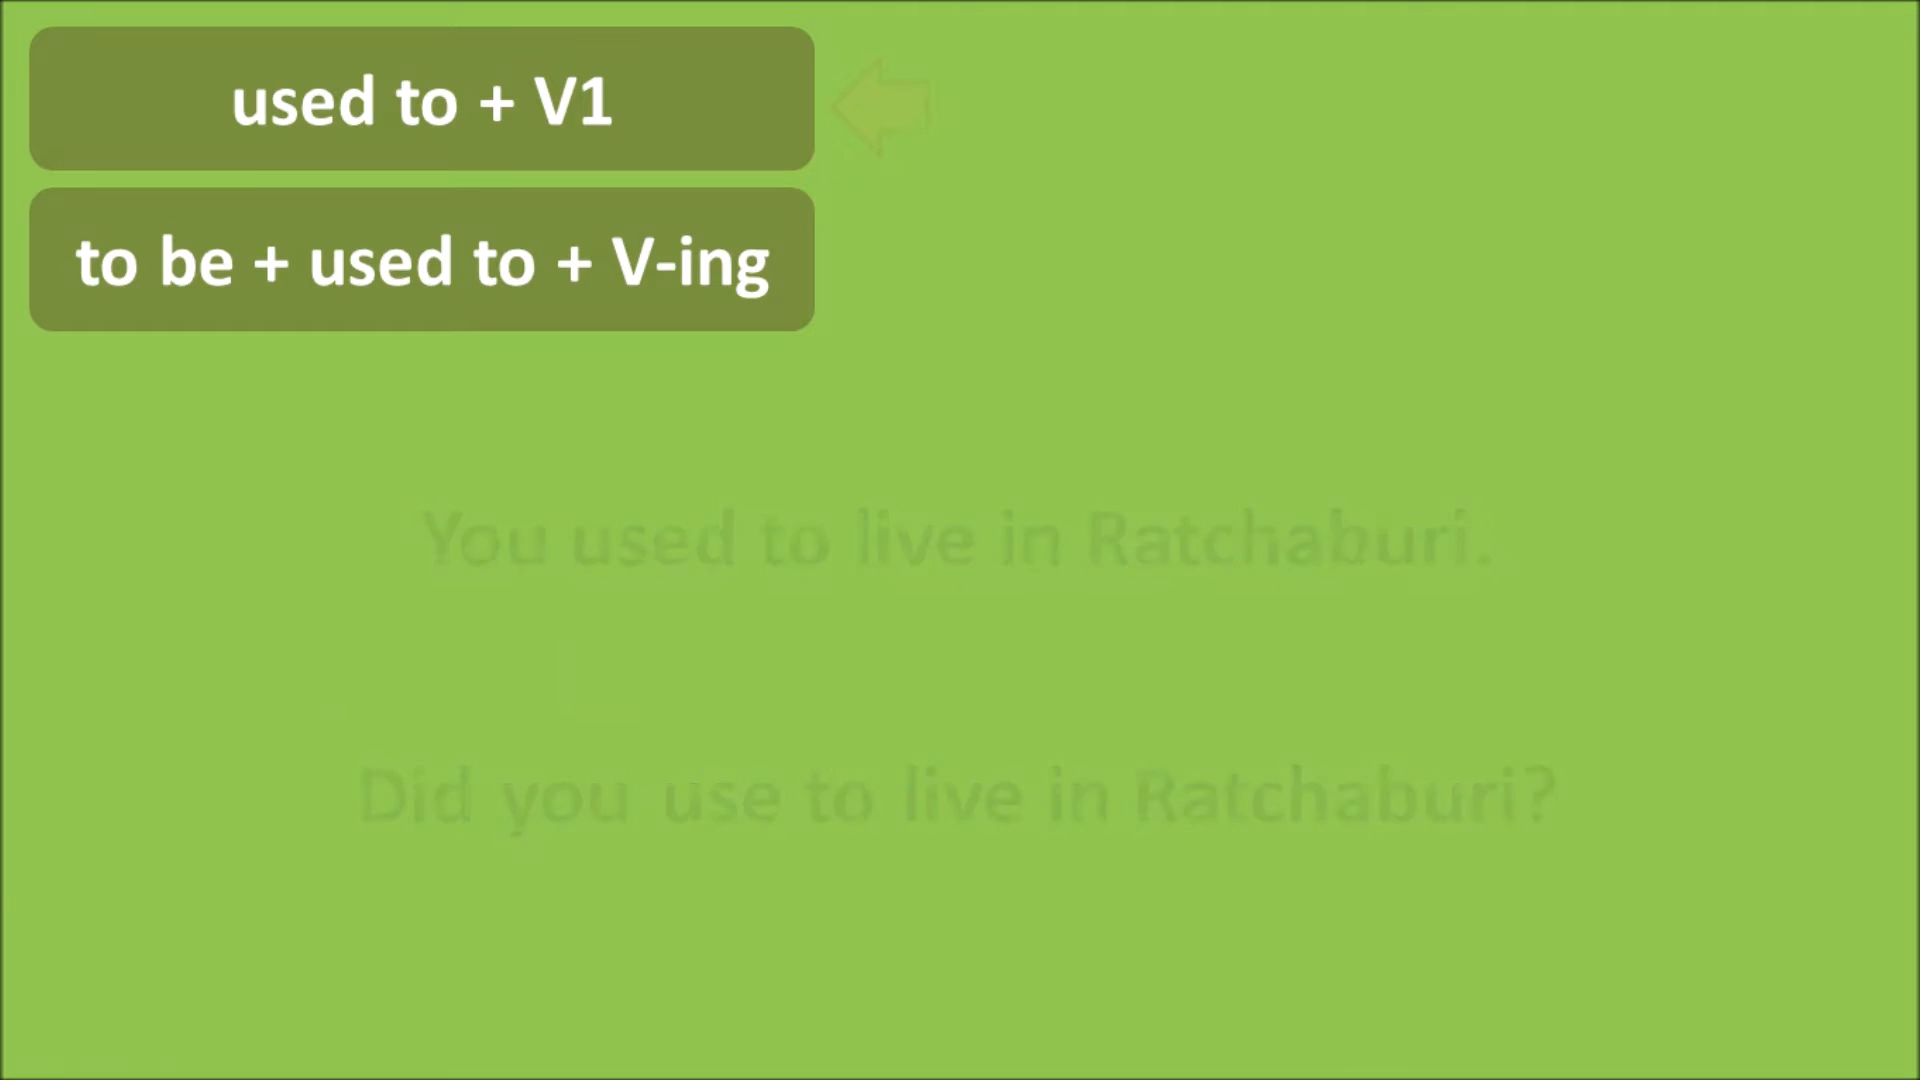 used to + V1
to be + used to + V-ing
You used to live in Ratchaburi.
Did you use to live in Ratchaburi?